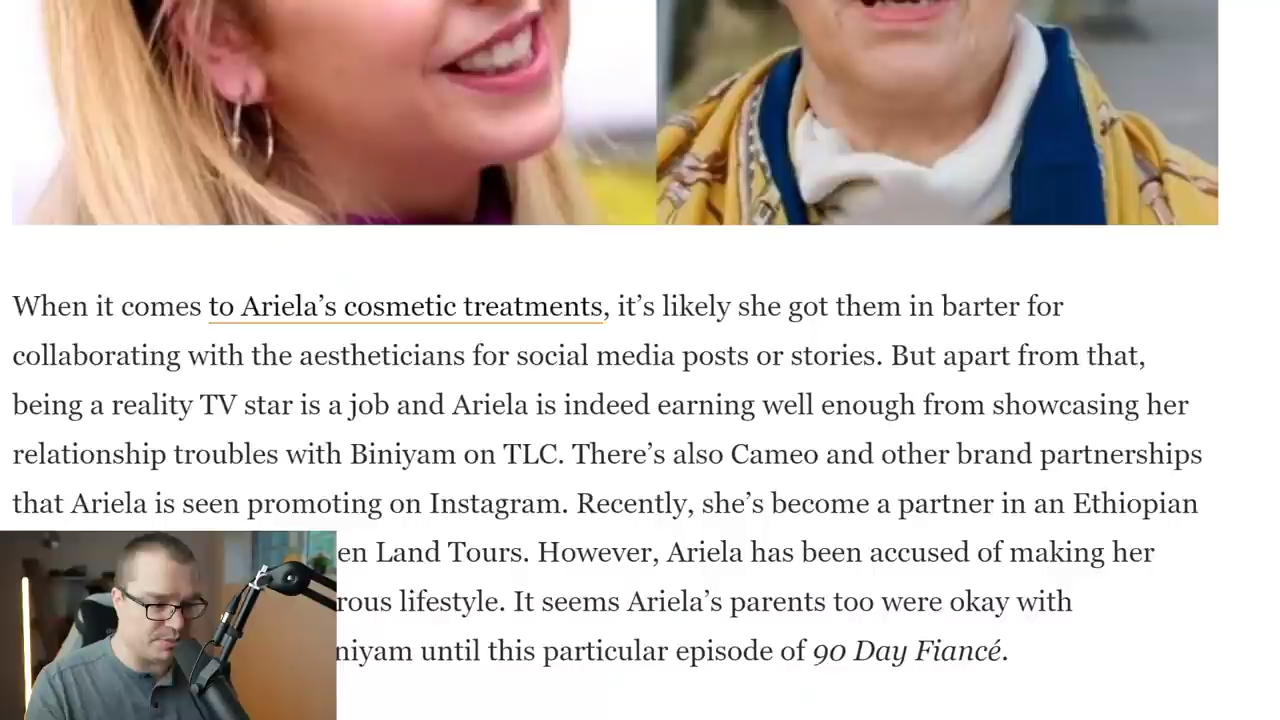 When it comes to Ariela’s cosmetic treatments, it’s likely she got them in barter for
collaborating with the aestheticians for social media posts or stories. But apart from that,
being a reality TV star is a job and Ariela is indeed earning well enough from showcasing her
relationship troubles with Biniyam on TLC. There’s also Cameo and other brand partnerships
that Ariela is seen promoting on Instagram. Recently, she’s become a partner in an Ethiopian
Land Tours. However, Ariela has been accused of making her
lifestyle. It seems Ariela’s parents too were okay with
until this particular episode of 90 Day Fiancé.